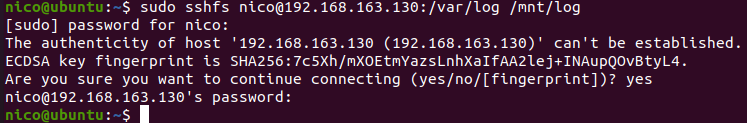 nico@ubuntu:~$ sudo sshfs nico@192.168.163.130:/var/log /mnt/logs
[sudo] password for nico:
The authenticity of host '192.168.163.130 (192.168.163.130)' can't be established.
ECDSA key fingerprint is SHA256:7c5Xh/mXOEtmYazsLnhXaIfAA2lej+INAupQOvBtyL4.
Are you sure you want to continue connecting (yes/no/[fingerprint])? yes
nico@192.168.163.130's password:
nico@ubuntu:~$